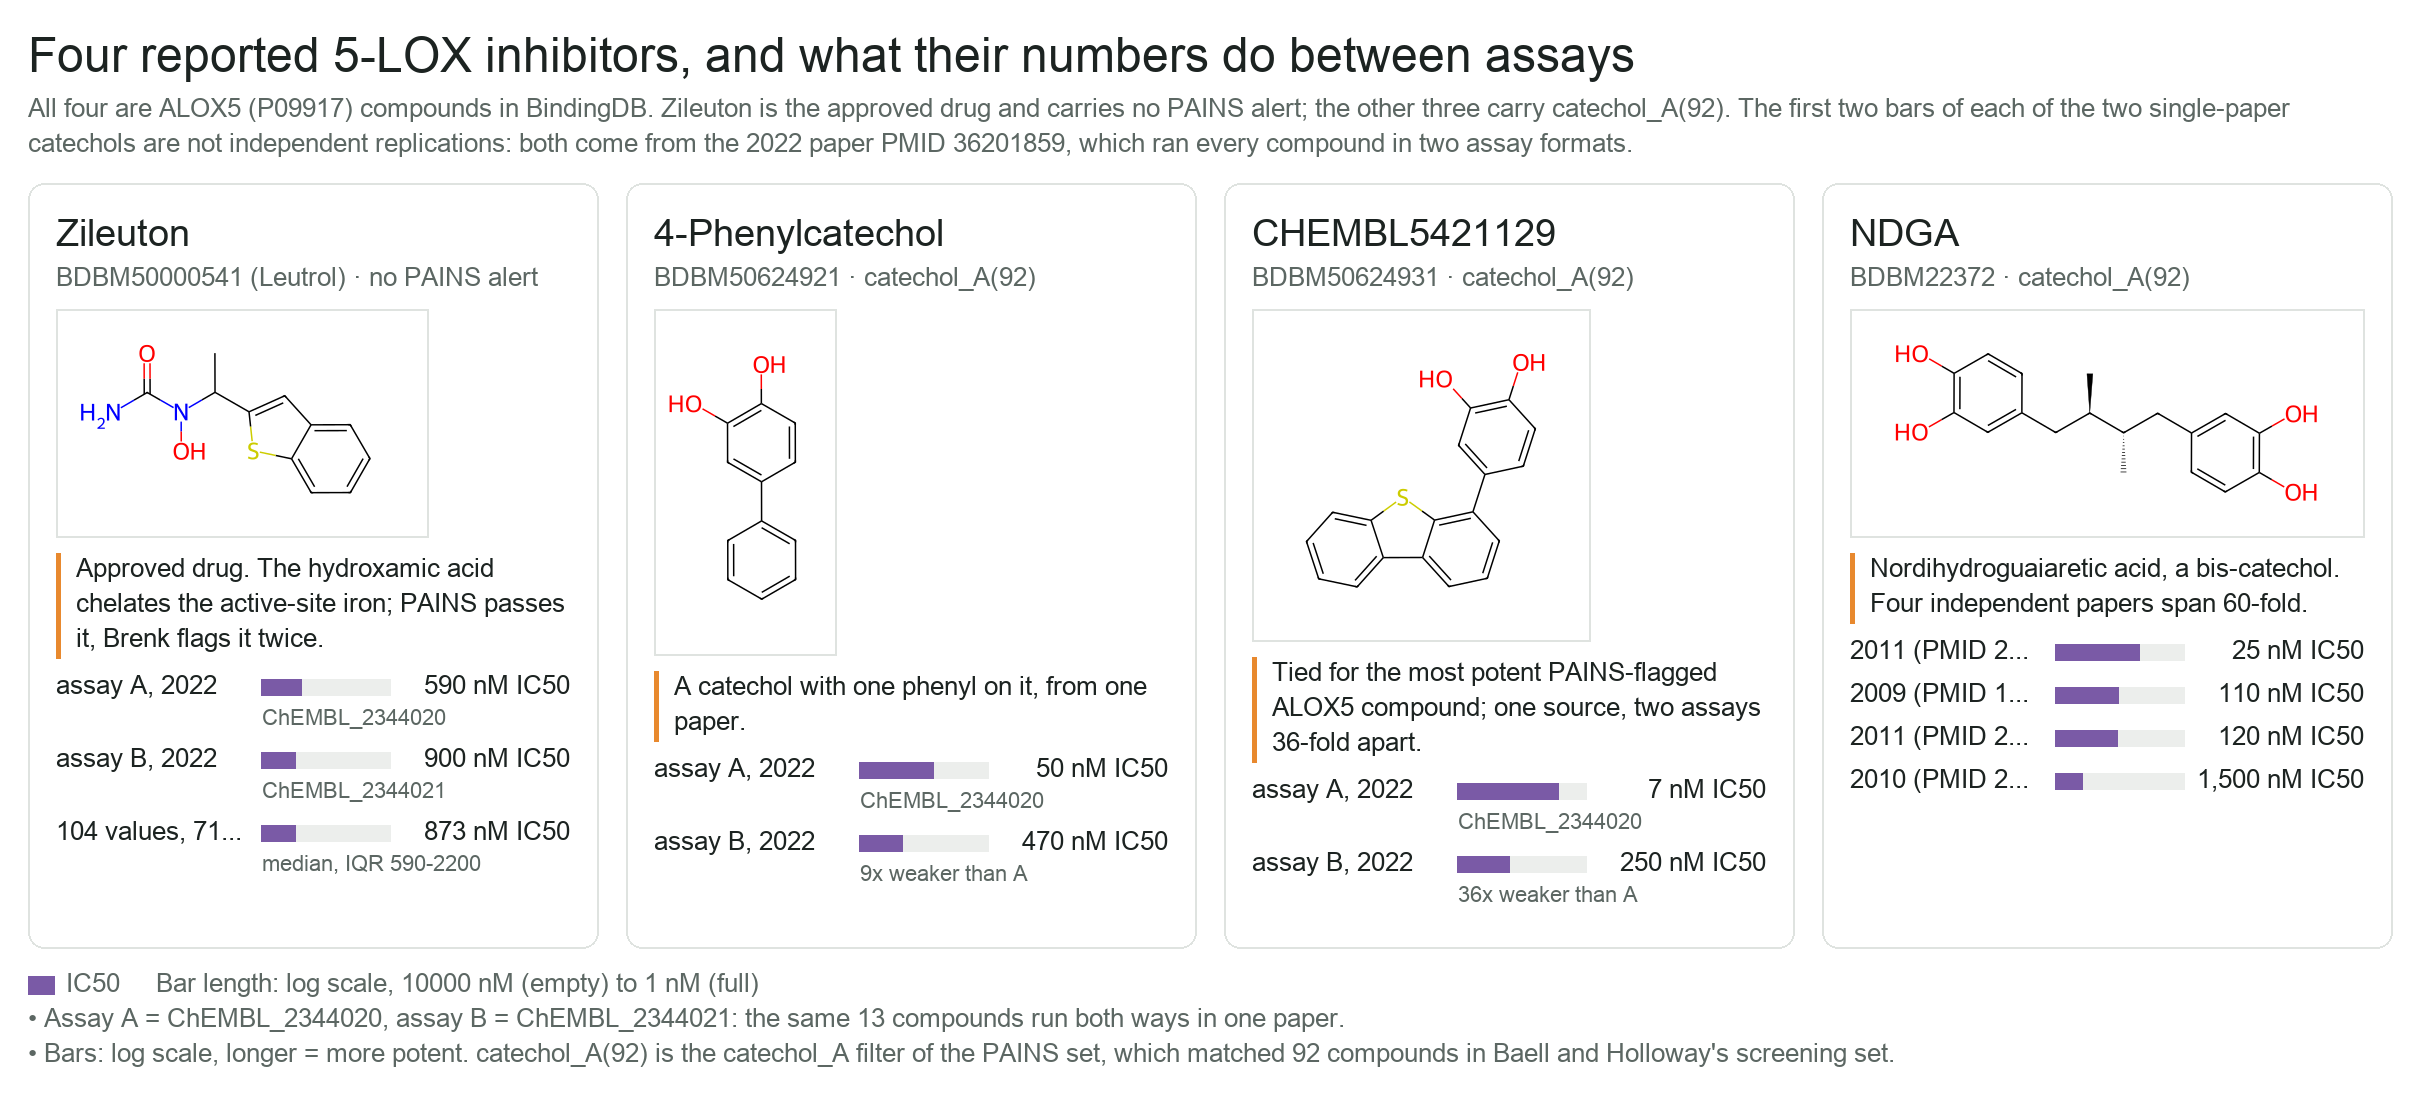 Four reported 5-LOX inhibitors, and what their numbers do between assays
All four are ALOX5 (P09917) compounds in BindingDB. Zileuton is the approved drug and carries no PAINS alert; the other three carry catechol_A(92). The first two bars of each of the two single-paper
catechols are not independent replications: both come from the 2022 paper PMID 36201859, which ran every compound in two assay formats.
Zileuton
BDBM50000541 (Leutrol) · no PAINS alert
O
H2N
N
OH
S
Approved drug. The hydroxamic acid
chelates the active-site iron; PAINS passes
it, Brenk flags it twice.
assay A, 2022 590 nM IC50
ChEMBL_2344020
assay B, 2022 900 nM IC50
ChEMBL_2344021
104 values, 71... 873 nM IC50
median, IQR 590-2200
4-Phenylcatechol
BDBM50624921 · catechol_A(92)
OH
HO
A catechol with one phenyl on it, from one
paper.
assay A, 2022 50 nM IC50
ChEMBL_2344020
assay B, 2022 470 nM IC50
9x weaker than A
CHEMBL5421129
BDBM50624931 · catechol_A(92)
OH
HO
S
Tied for the most potent PAINS-flagged
ALOX5 compound; one source, two assays
36-fold apart.
assay A, 2022 7 nM IC50
ChEMBL_2344020
assay B, 2022 250 nM IC50
36x weaker than A
NDGA
BDBM22372 · catechol_A(92)
HO
HO
OH
OH
Nordihydroguaiaretic acid, a bis-catechol.
Four independent papers span 60-fold.
2011 (PMID 2... 25 nM IC50
2009 (PMID 1... 110 nM IC50
2011 (PMID 2... 120 nM IC50
2010 (PMID 2... 1,500 nM IC50
IC50 Bar length: log scale, 10000 nM (empty) to 1 nM (full)
• Assay A = ChEMBL_2344020, assay B = ChEMBL_2344021: the same 13 compounds run both ways in one paper.
• Bars: log scale, longer = more potent. catechol_A(92) is the catechol_A filter of the PAINS set, which matched 92 compounds in Baell and Holloway's screening set.